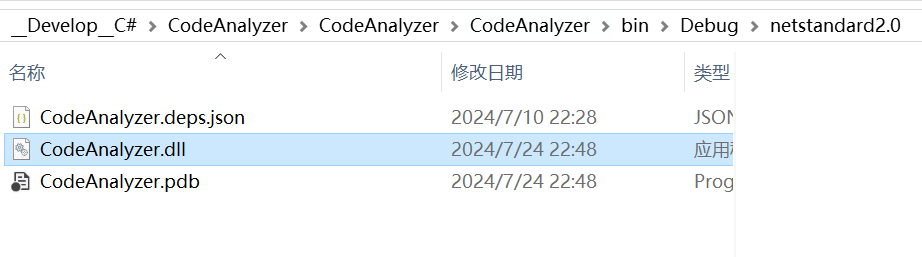 __Develop__C# > CodeAnalyzer > CodeAnalyzer > CodeAnalyzer > bin > Debug > netstandard2.0
名称 修改日期 类型
CodeAnalyzer.deps.json 2024/7/10 22:28 JSON
CodeAnalyzer.dll 2024/7/24 22:48 应用
CodeAnalyzer.pdb 2024/7/24 22:48 Prog